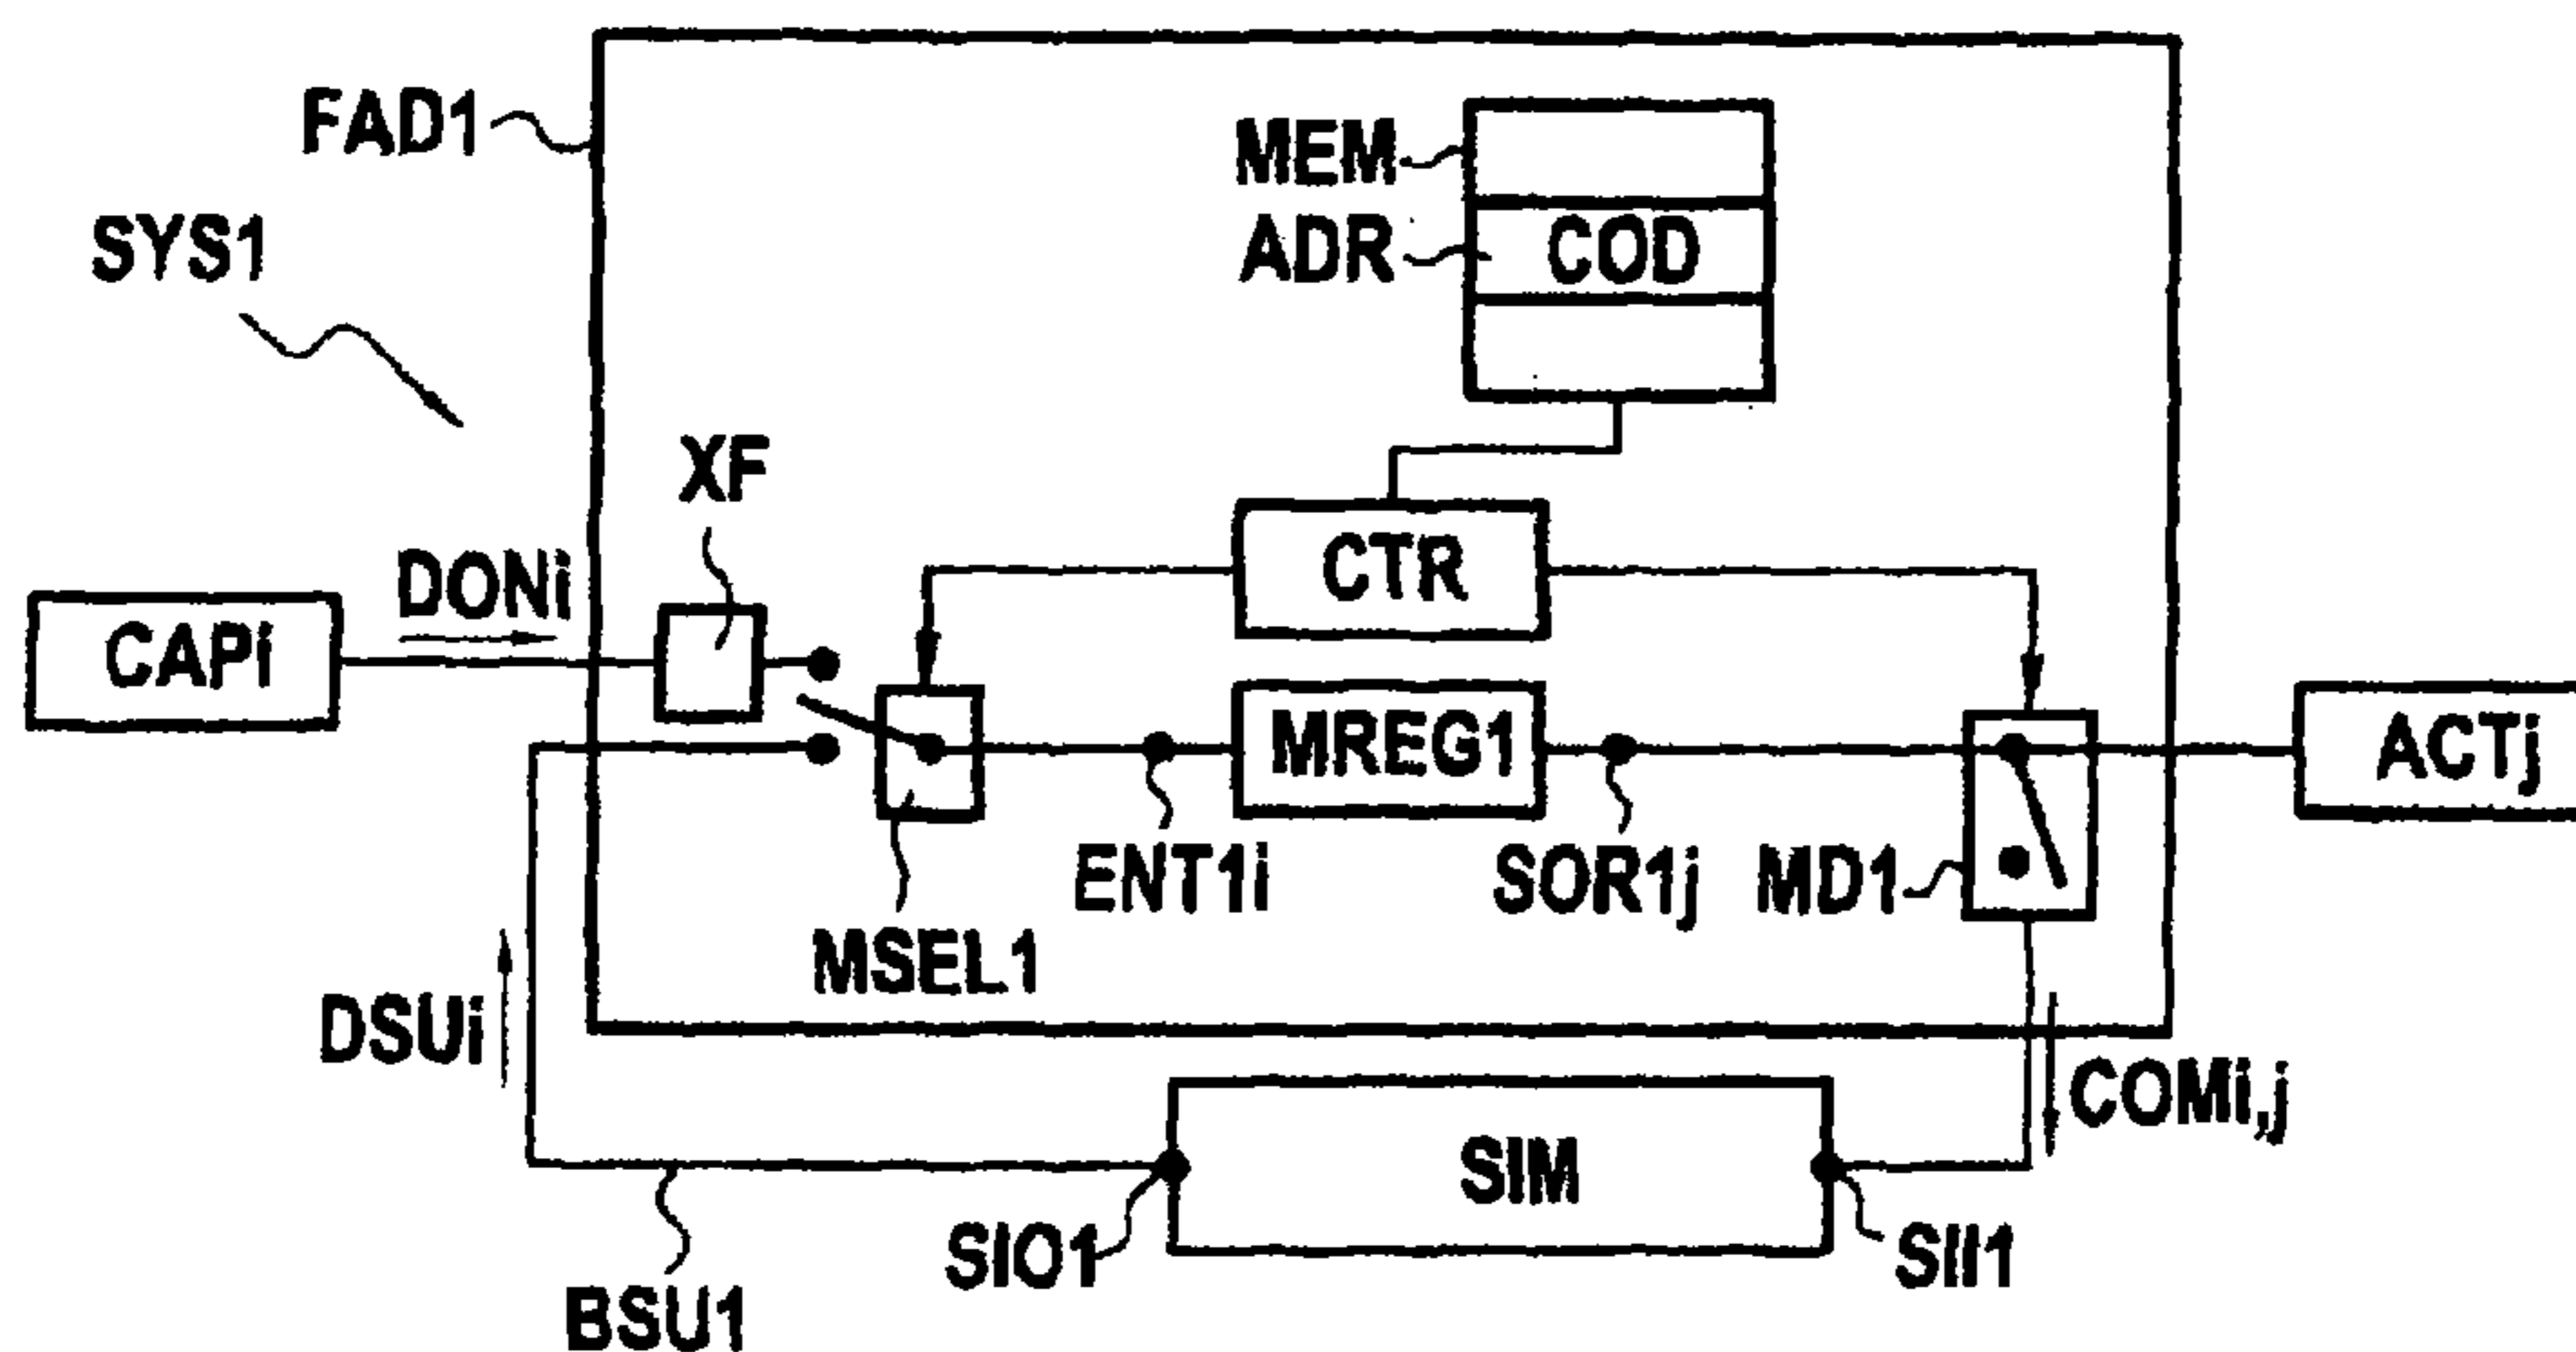 FAD1
MEM
ADR
COD
SYS1
XF
DONi
CTR
CAPi
MREG1
ACTj
ENT1i
SOR1j
MD1
MSEL1
DSUi
COMi,j
SIM
SIO1
SII1
BSU1